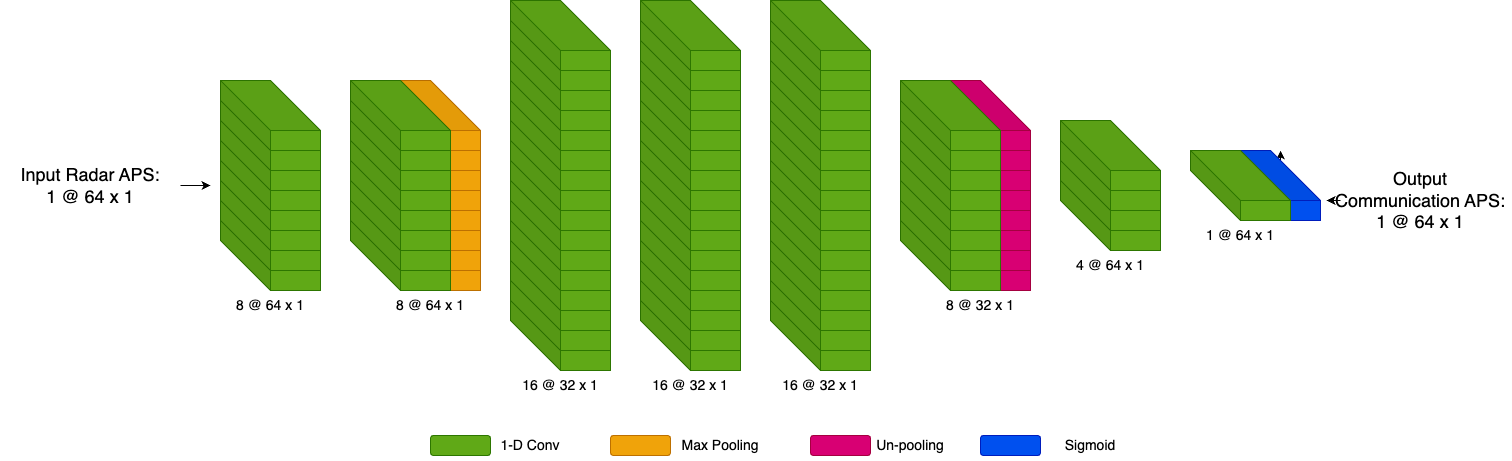 Input Radar APS:
1 @ 64 x 1
8 @ 64 x 1
8 @ 64 x 1
16 @ 32 x 1
16 @ 32 x 1
16 @ 32 x 1
8 @ 32 x 1
4 @ 64 x 1
1 @ 64 x 1
Output
Communication APS:
1 @ 64 x 1
1-D Conv
Max Pooling
Un-pooling
Sigmoid